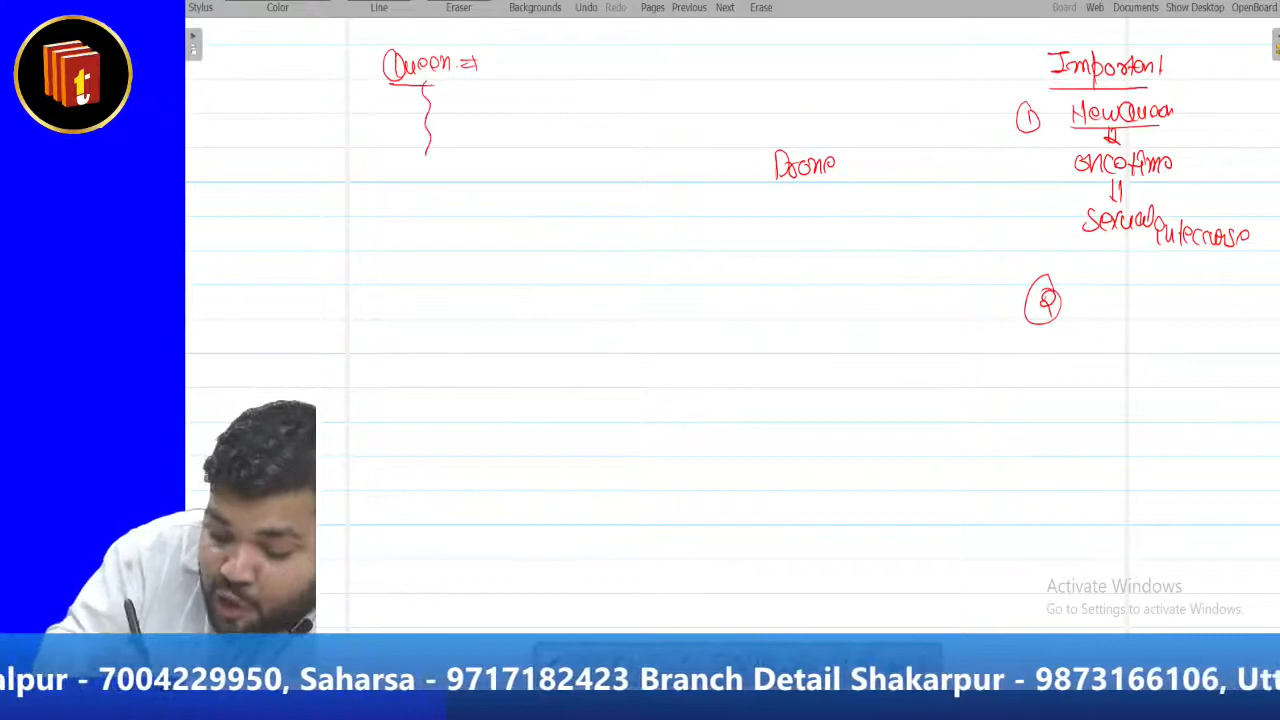 Stylus Color Line Eraser Backgrounds Undo Redo Pages Previous Next Erase Board Web Documents Show Desktop OpenBoard
Queen ⇒
Important
① New Queen
Drone
one time
Sexual
②
Activate Windows
Go to Settings to activate Windows.
alpur - 7004229950, Saharsa - 9717182423 Branch Detail Shakarpur - 9873166106, Utt
t